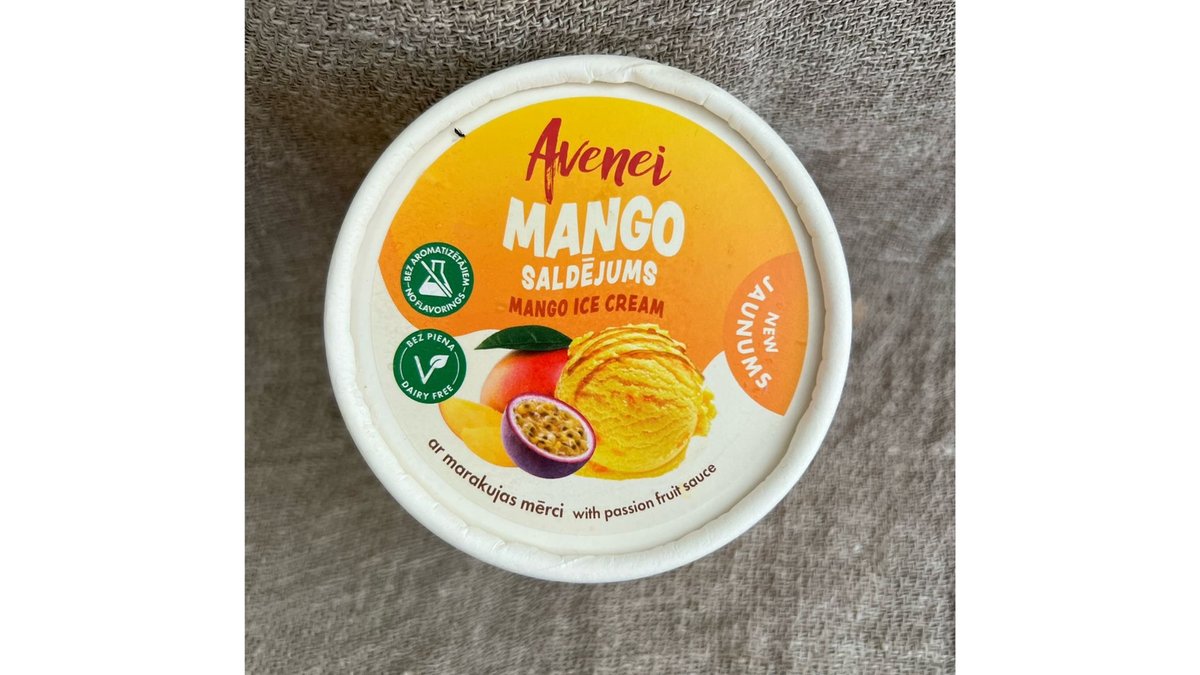 Avenei
MANGO
SALDĒJUMS
MANGO ICE CREAM
BEZ AROMATIZĒTĀJIEM
NO FLAVORINGS
BEZ PIENA
DAIRY FREE
NEW
JAUNUMS
ar marakujas mērci with passion fruit sauce